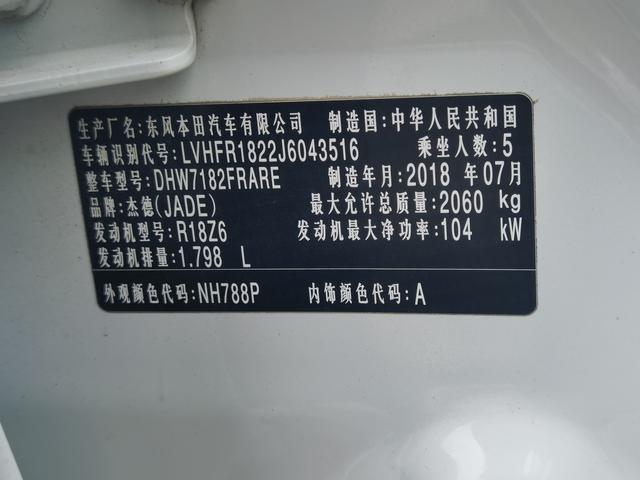 生产厂名:东风本田汽车有限公司 制造国:中华人民共和国
车辆识别代号:LVHFR1822J6043516 乘坐人数:5
整车型号:DHW7182FRARE 制造年月:2018 年07月
品牌:杰德(JADE) 最大允许总质量:2060 kg
发动机型号:R18Z6 发动机最大净功率:104 kW
发动机排量:1.798 L
外观颜色代码:NH788P 内饰颜色代码:A